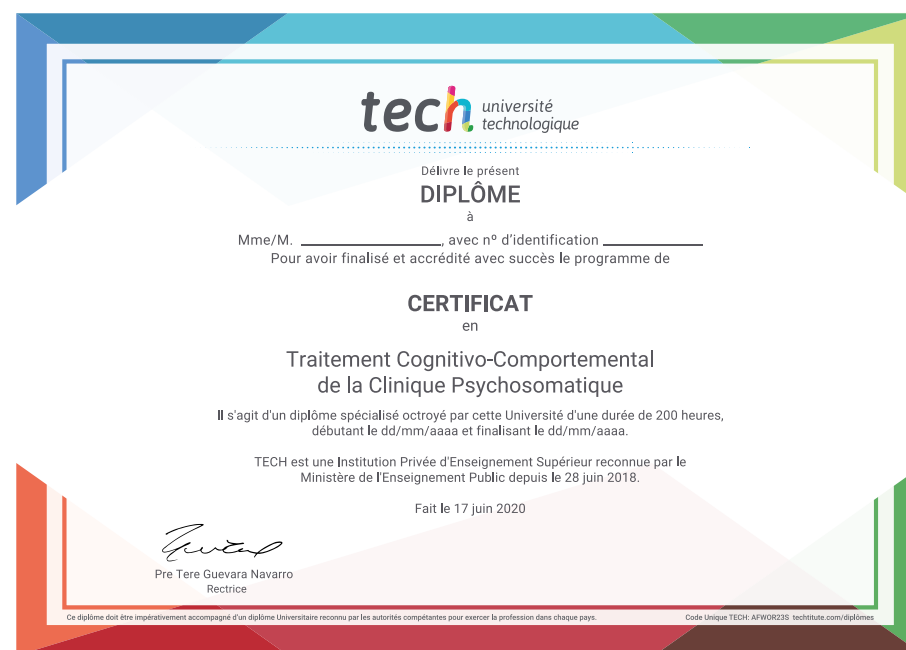 tech université
technologique
Délivre le présent
DIPLÔME
à
Mme/M. ____________________, avec nº d'identification ______________
Pour avoir finalisé et accrédité avec succès le programme de
CERTIFICAT
en
Traitement Cognitivo-Comportemental
de la Clinique Psychosomatique
Il s'agit d'un diplôme spécialisé octroyé par cette Université d'une durée de 200 heures,
débutant le dd/mm/aaaa et finalisant le dd/mm/aaaa.
TECH est une Institution Privée d'Enseignement Supérieur reconnue par le
Ministère de l'Enseignement Public depuis le 28 juin 2018.
Fait le 17 juin 2020
Pre Tere Guevara Navarro
Rectrice
Ce diplôme doit être impérativement accompagné d'un diplôme Universitaire reconnu par les autorités compétantes pour exercer la profession dans chaque pays.
Code Unique TECH: AFWOR23S techtitute.com/diplômes